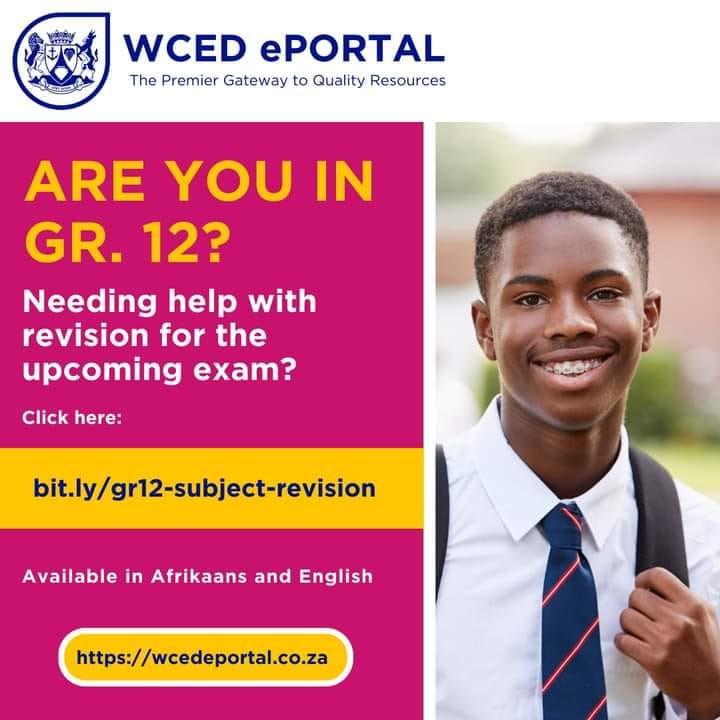 WCED ePORTAL
The Premier Gateway to Quality Resources
ARE YOU IN
GR. 12?
Needing help with
revision for the
upcoming exam?
Click here:
bit.ly/gr12-subject-revision
Available in Afrikaans and English
https://wcedeportal.co.za